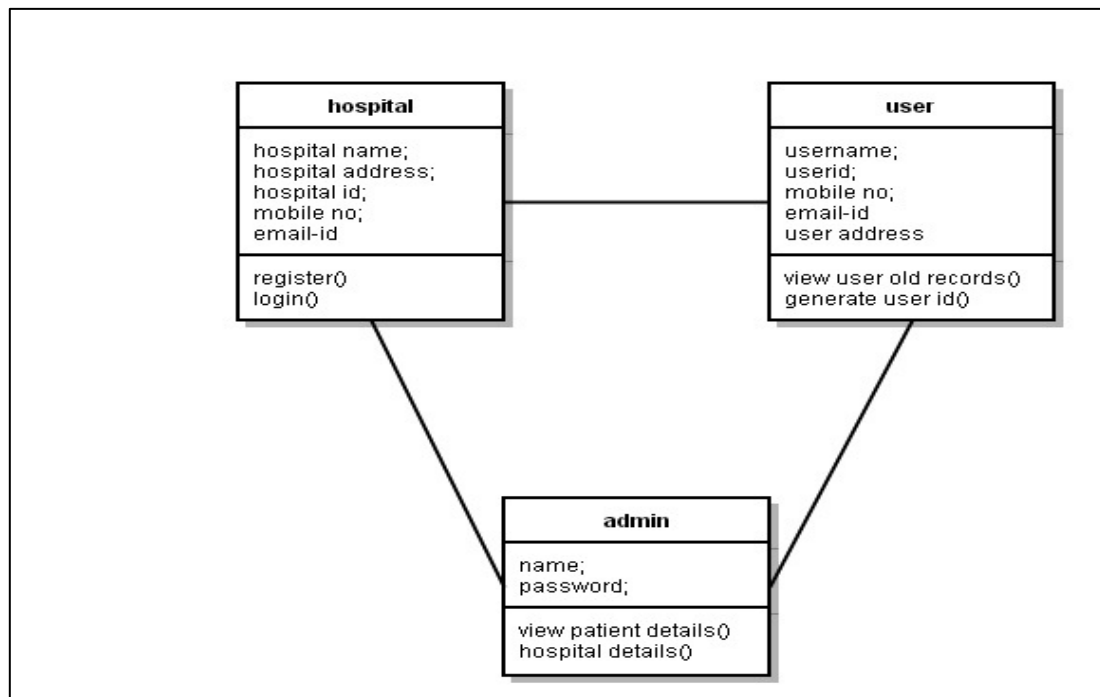 hospital
hospital name;
hospital address;
hospital id;
mobile no;
email-id
register()
login()
user
username;
userid;
mobile no;
email-id
user address
view user old records()
generate user id()
admin
name;
password;
view patient details()
hospital details()